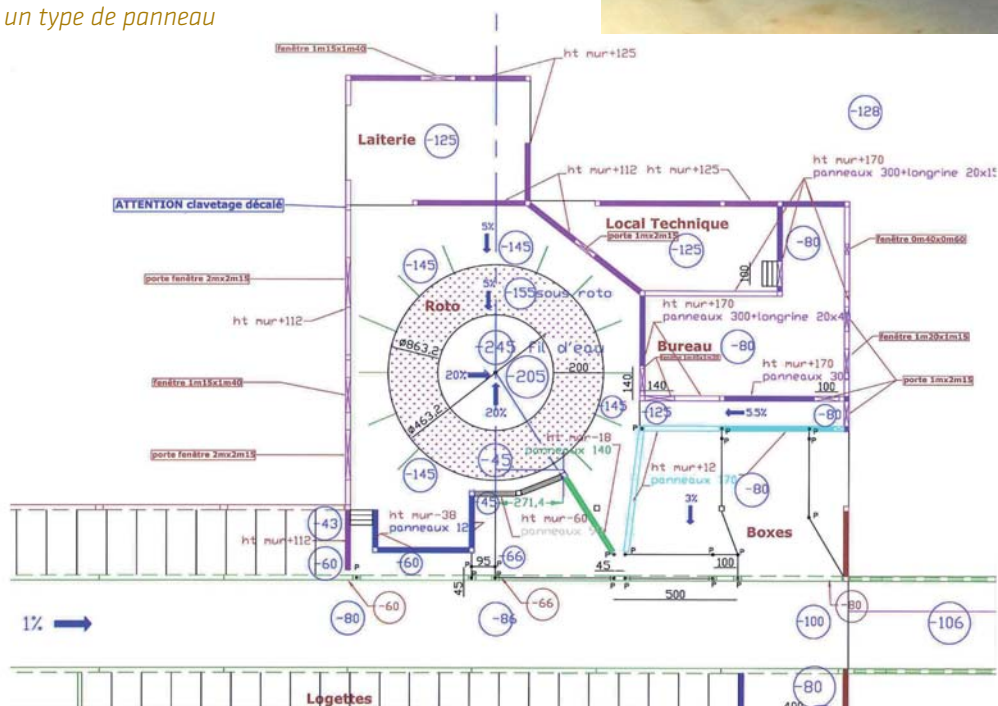 un type de panneau
fenêtre 1m15x1m40
ht mur+125
Laiterie
-125
-128
ht mur+112
ht mur+125
ht mur+170
panneaux 300+longrine 20x15
ATTENTION clavetage décalé
Local Technique
porte 1mx2m15
-125
-80
fenêtre 0m40x0m60
5%
-145
-145
porte fenêtre 2mx2m15
5%
-155
sous roto
100
Roto
ht mur+170
panneaux 300+longrine 20x4
ht mur+112
Ø863,2
-245
fil d'eau
Bureau
-80
fenêtre 1m20x1m15
20%
-205
200
ht mur+170
panneaux 30
fenêtre 1m15x1m40
140
140
100
porte 1mx2m15
20%
-145
-125
5.5%
-80
Ø463,2
ht mur-18
panneaux 140
porte fenêtre 2mx2m15
-145
-45
ht mur+12
panneaux 170
-80
3%
-45
271,4
-43
ht mur-38
panneaux 12
ht mur-60
panneaux
Boxes
ht mur+112
-60
-60
-66
95
45
100
45
-60
-66
500
-80
1%
-80
-86
-100
-106
-80
Logettes